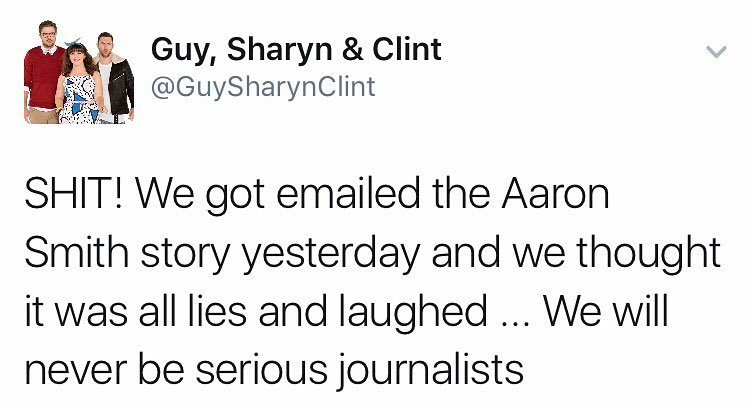 Guy, Sharyn & Clint
@GuySharynClint
SHIT! We got emailed the Aaron
Smith story yesterday and we thought
it was all lies and laughed ... We will
never be serious journalists